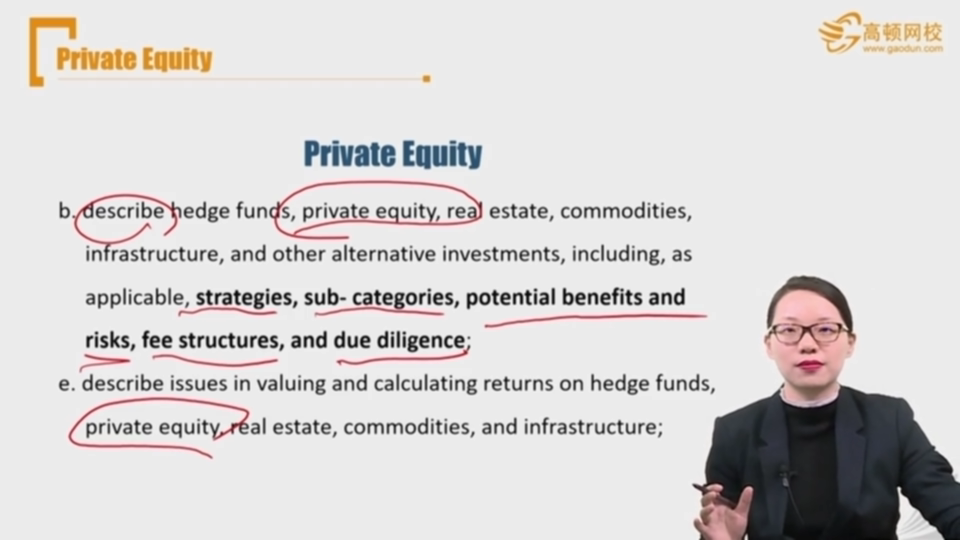 Private Equity
高顿网校
www.gaodun.com
Private Equity
b. describe hedge funds, private equity, real estate, commodities,
infrastructure, and other alternative investments, including, as
applicable, strategies, sub- categories, potential benefits and
risks, fee structures, and due diligence;
e. describe issues in valuing and calculating returns on hedge funds,
private equity, real estate, commodities, and infrastructure;